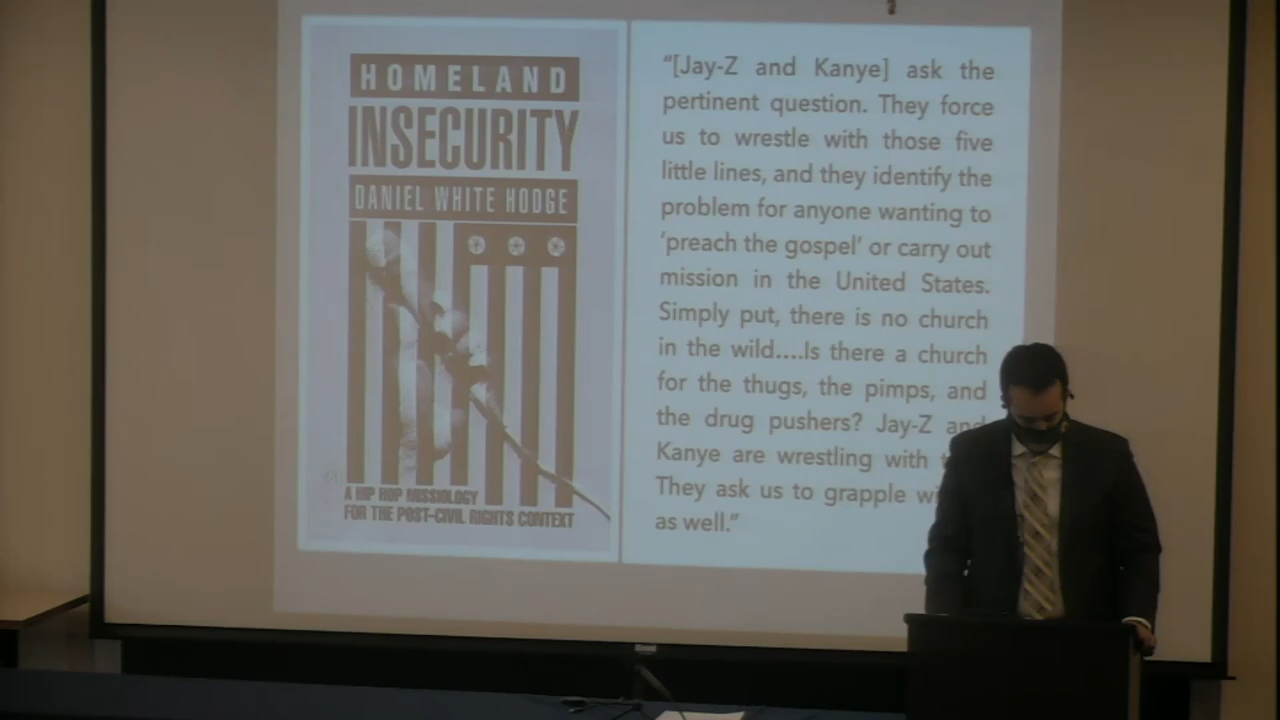 HOMELAND
INSECURITY
DANIEL WHITE HODGE
A HIP HOP MISSIOLOGY
FOR THE POST-CIVIL RIGHTS CONTEXT
“[Jay-Z and Kanye] ask the
pertinent question. They force
us to wrestle with those five
little lines, and they identify the
problem for anyone wanting to
‘preach the gospel’ or carry out
mission in the United States.
Simply put, there is no church
in the wild....Is there a church
for the thugs, the pimps, and
the drug pushers? Jay-Z and
Kanye are wrestling with
They ask us to grapple
as well.”